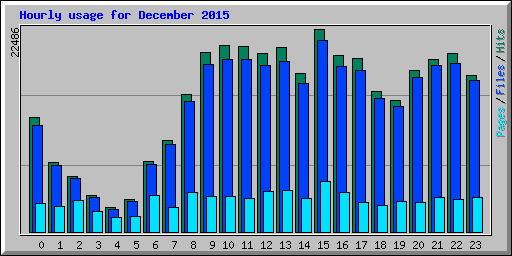 Hourly usage for December 2015
22486
Pages/Files/Hits
0 1 2 3 4 5 6 7 8 9 10 11 12 13 14 15 16 17 18 19 20 21 22 23